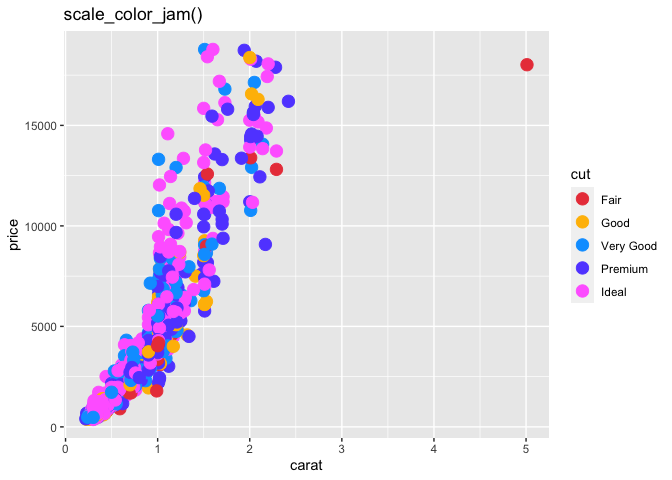 scale_color_jam()
price
15000
10000
5000
0
0
1
2
3
4
5
carat
cut
Fair
Good
Very Good
Premium
Ideal